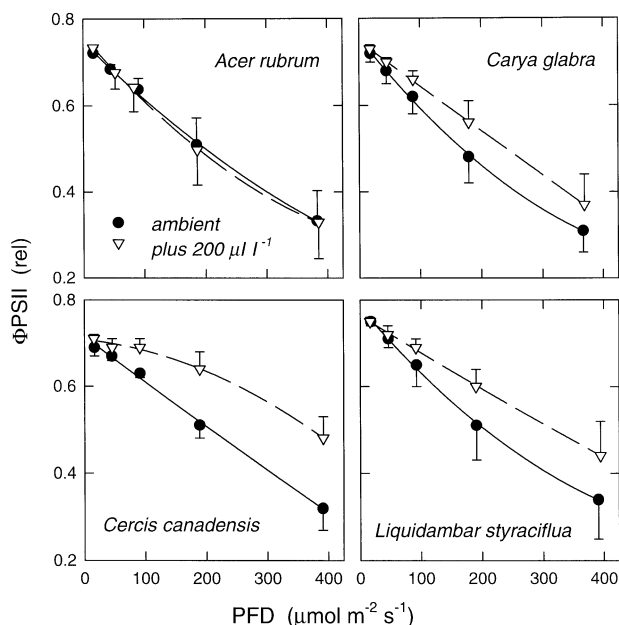 0.8
0.6
0.4
0.2
Acer rubrum
ambient
plus 200 µl l⁻¹
Carya glabra
ΦPSII (rel)
0.8
0.6
0.4
0.2
Cercis canadensis
Liquidambar styraciflua
0 100 200 300 400
0 100 200 300 400
PFD (µmol m⁻² s⁻¹)